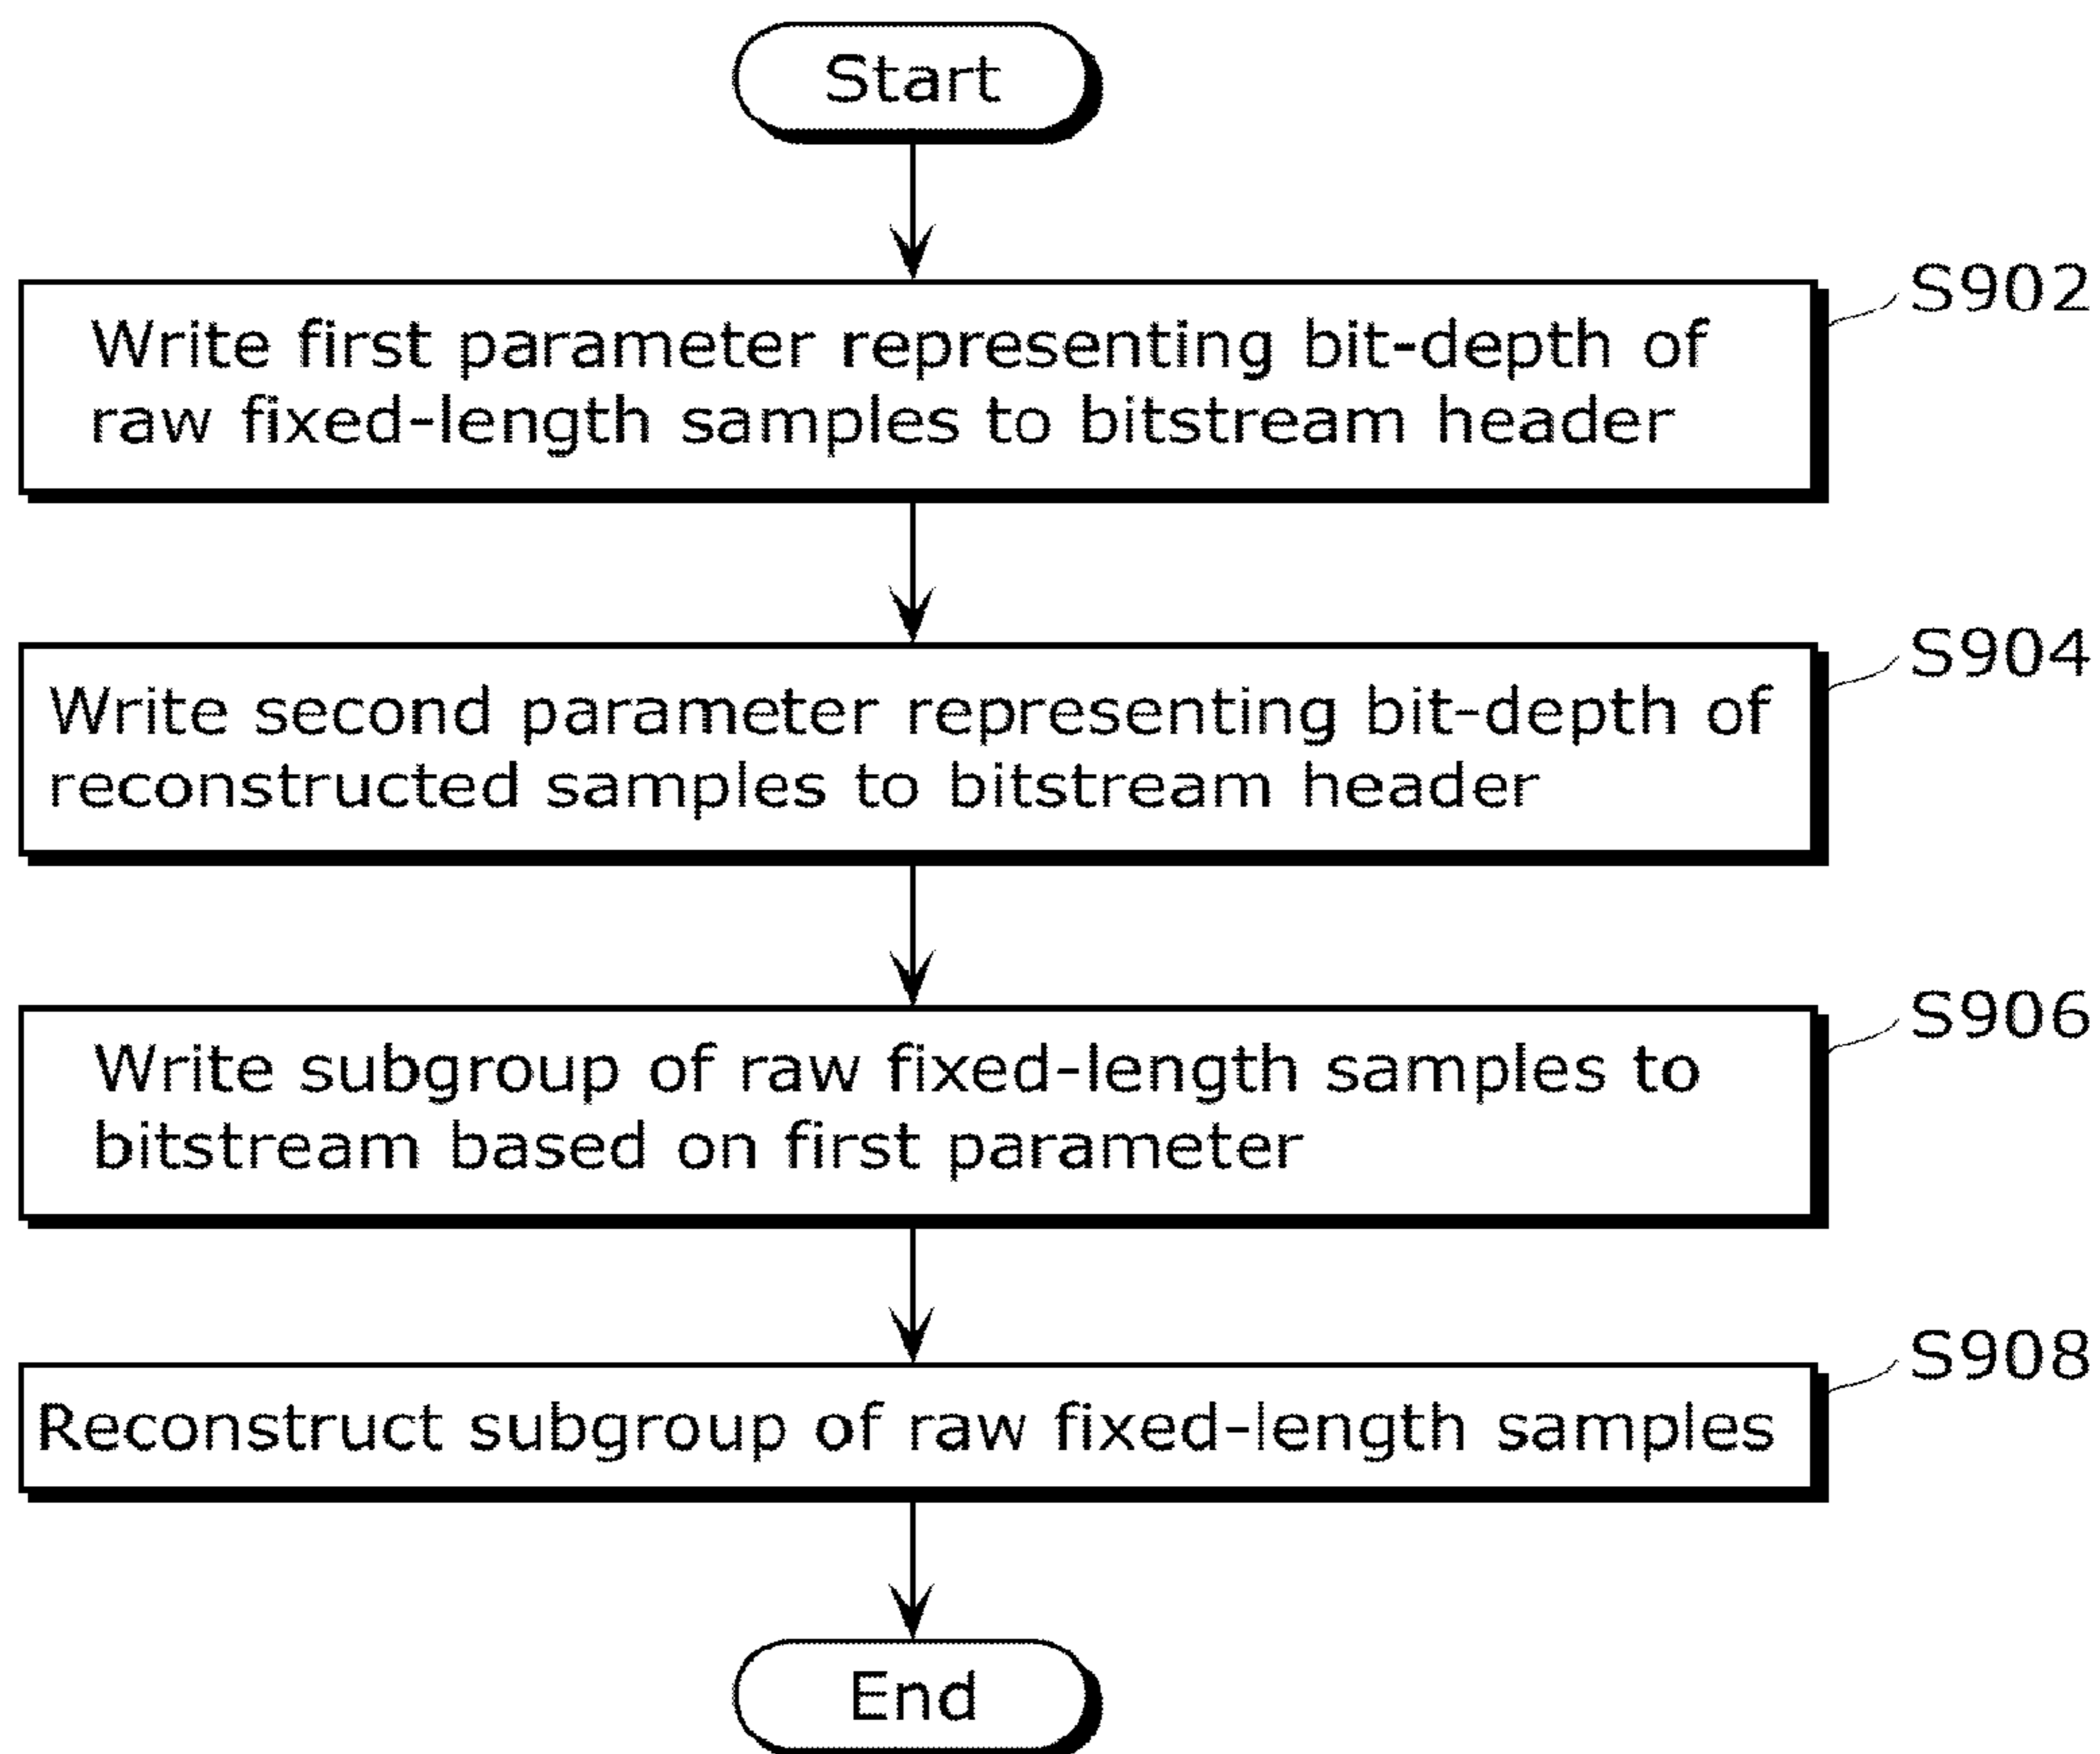 Start
S902
Write first parameter representing bit-depth of
raw fixed-length samples to bitstream header
S904
Write second parameter representing bit-depth of
reconstructed samples to bitstream header
S906
Write subgroup of raw fixed-length samples to
bitstream based on first parameter
S908
Reconstruct subgroup of raw fixed-length samples
End